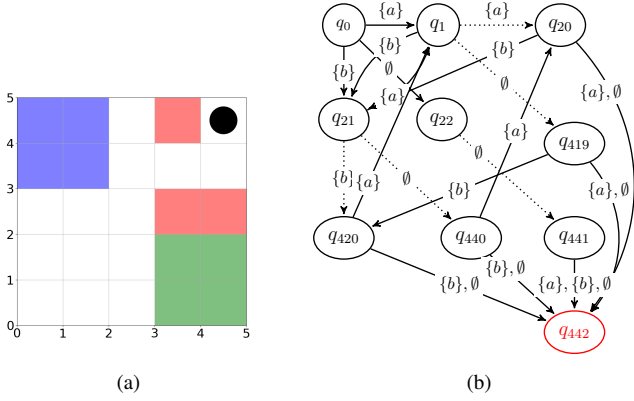 q0 {a} q1 {a} q20
{b} {b} ∅ {b}
{a} {a}, ∅
5
q21 q22 ∅
4
{a} q419
3
{b} {a} ∅ {b} {a}, ∅
2
q420 q440 q441
1
{b}, ∅ {b}, ∅ {a}, {b}, ∅
0
0 1 2 3 4 5
q442
(a) (b)